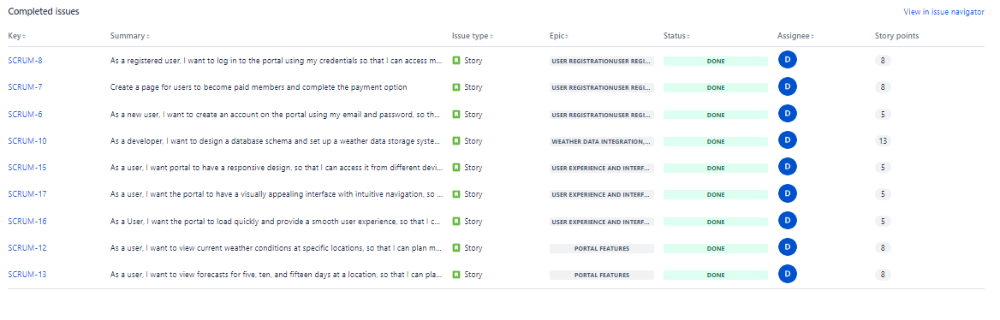 Completed issues View in issue navigator
Key Summary Issue type Epic Status Assignee Story points
SCRUM-8 As a registered user, I want to log in to the portal using my credentials so that I can access m... Story USER REGISTRATIONUSER REGI... DONE D 8
SCRUM-7 Create a page for users to become paid members and complete the payment option Story USER REGISTRATIONUSER REGI... DONE D 8
SCRUM-6 As a new user, I want to create an account on the portal using my email and password, so th... Story USER REGISTRATIONUSER REGI... DONE D 5
SCRUM-10 As a developer, I want to design a database schema and set up a weather data storage syste... Story WEATHER DATA INTEGRATION,... DONE D 13
SCRUM-15 As a user, I want portal to have a responsive design, so that I can access it from different devi... Story USER EXPERIENCE AND INTERF... DONE D 5
SCRUM-17 As a user, I want the portal to have a visually appealing interface with intuitive navigation, so ... Story USER EXPERIENCE AND INTERF... DONE D 5
SCRUM-16 As a User, I want the portal to load quickly and provide a smooth user experience, so that I c... Story USER EXPERIENCE AND INTERF... DONE D 5
SCRUM-12 As a user, I want to view current weather conditions at specific locations, so that I can plan m... Story PORTAL FEATURES DONE D 8
SCRUM-13 As a user, I want to view forecasts for five, ten, and fifteen days at a location, so that I can pla... Story PORTAL FEATURES DONE D 8